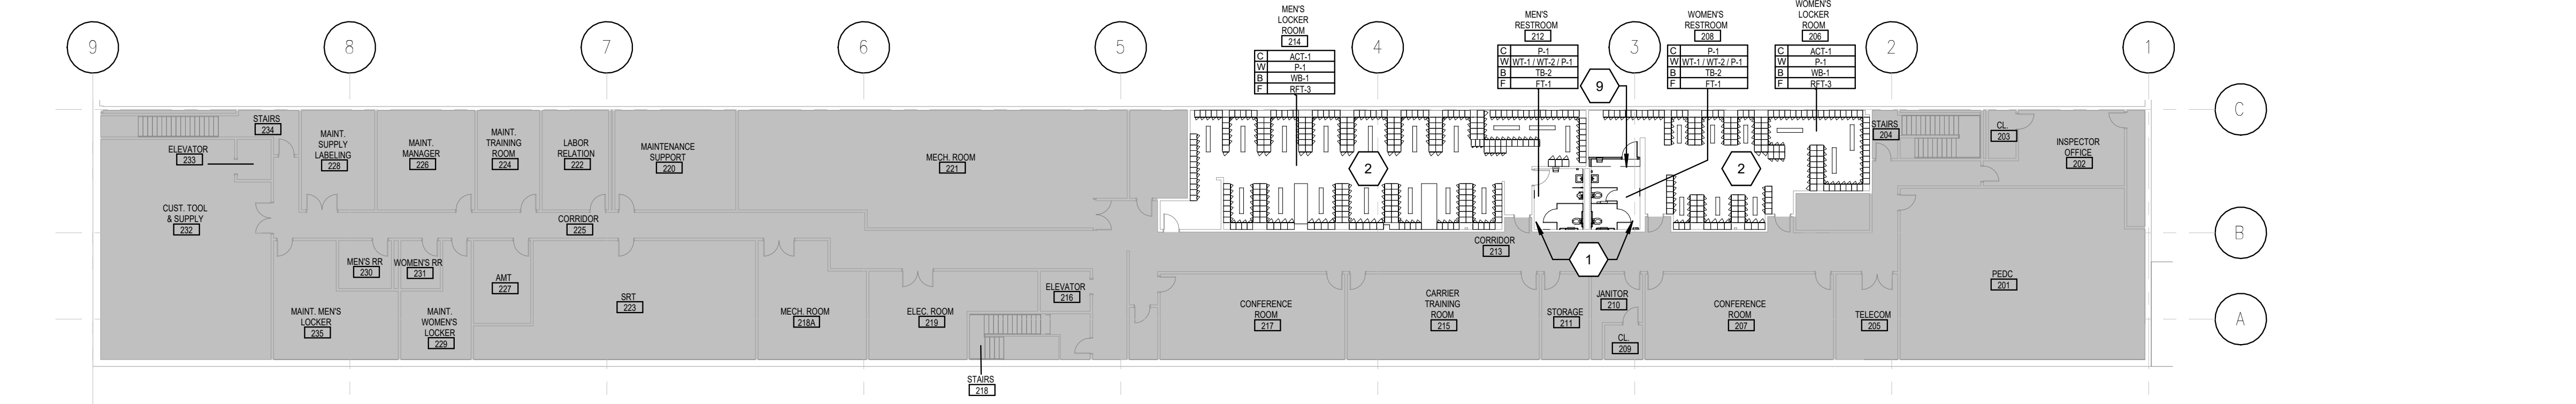 MEN'S
LOCKER
ROOM
214
C ACT-1
W P-1
B WB-1
F RFT-3
MEN'S
RESTROOM
212
C P-1
W WT-1 / WT-2 / P-1
B TB-2
F FT-1
WOMEN'S
RESTROOM
208
C P-1
W WT-1 / WT-2 / P-1
B TB-2
F FT-1
WOMEN'S
LOCKER
ROOM
206
C ACT-1
W P-1
B WB-1
F RFT-3
9
8
7
6
5
4
3
2
1
9
C
B
A
STAIRS
234
ELEVATOR
233
MAINT.
SUPPLY
LABELING
228
MAINT.
MANAGER
226
MAINT.
TRAINING
ROOM
224
LABOR
RELATION
222
MAINTENANCE
SUPPORT
220
MECH. ROOM
221
2
2
STAIRS
204
CL.
203
INSPECTOR
OFFICE
202
CUST. TOOL
& SUPPLY
232
CORRIDOR
225
CORRIDOR
213
1
MEN'S RR
230
WOMEN'S RR
231
AMT
227
SRT
223
MAINT. MEN'S
LOCKER
235
MAINT.
WOMEN'S
LOCKER
229
MECH. ROOM
218A
ELEC. ROOM
219
ELEVATOR
216
STAIRS
218
CONFERENCE
ROOM
217
CARRIER
TRAINING
ROOM
215
STORAGE
211
JANITOR
210
CL.
209
CONFERENCE
ROOM
207
TELECOM
205
PEDC
201